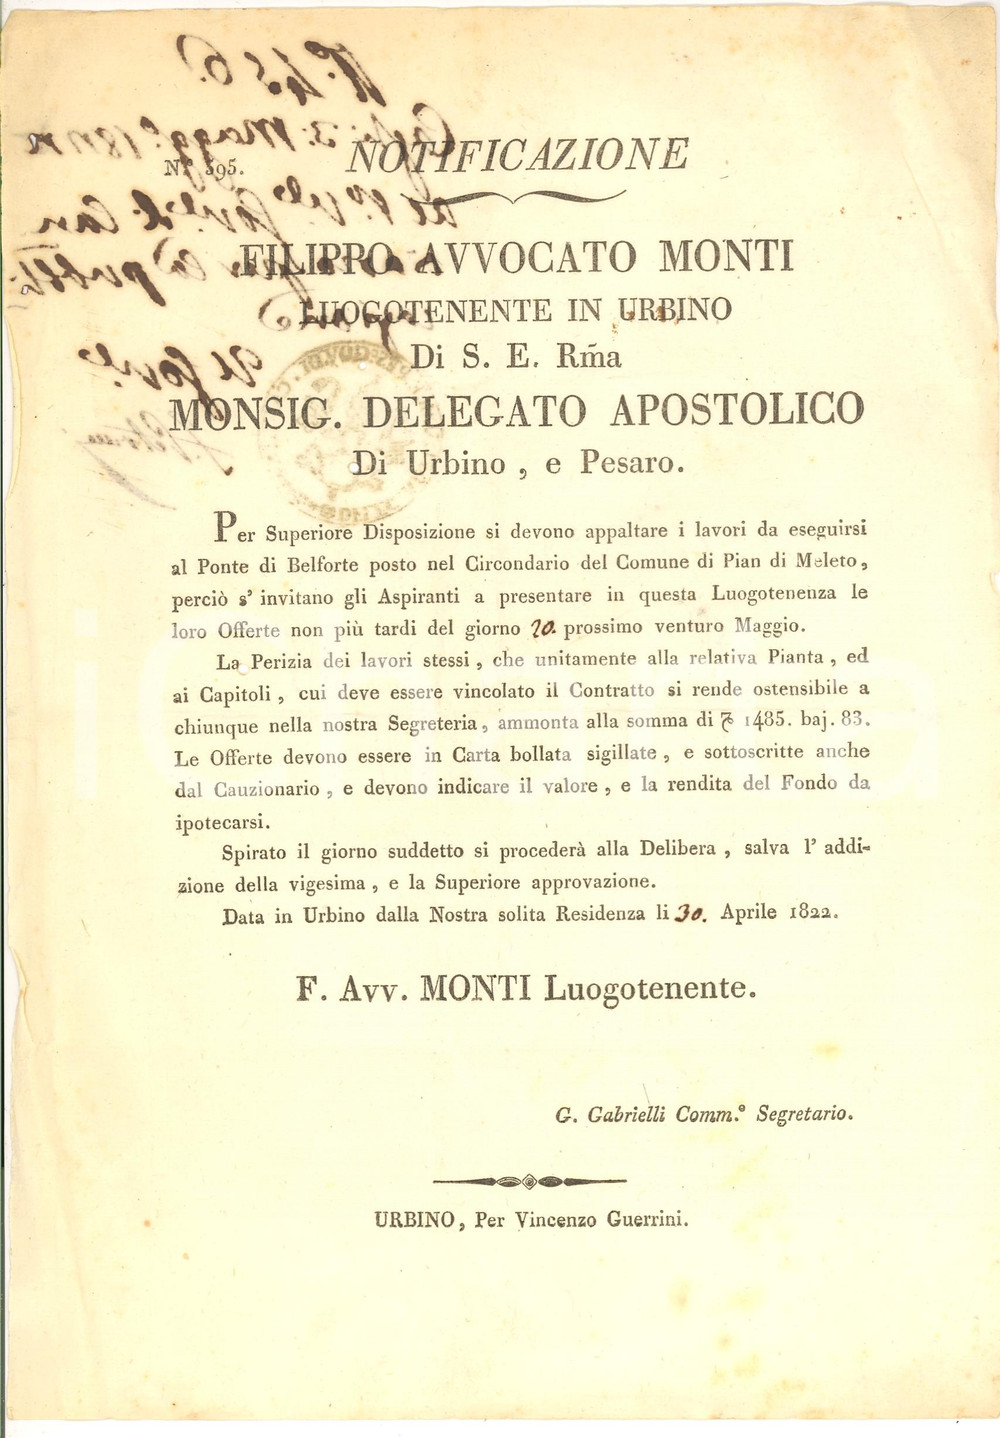 N.° 595.
NOTIFICAZIONE
FILIPPO AVVOCATO MONTI
LUOGOTENENTE IN URBINO
Di S. E. Rm̃a
MONSIG. DELEGATO APOSTOLICO
Di Urbino , e Pesaro.
Per Superiore Disposizione si devono appaltare i lavori da eseguirsi
al Ponte di Belforte posto nel Circondario del Comune di Pian di Meleto ,
perciò s' invitano gli Aspiranti a presentare in questa Luogotenenza le
loro Offerte non più tardi del giorno 20. prossimo venturo Maggio.
La Perizia dei lavori stessi , che unitamente alla relativa Pianta , ed
ai Capitoli , cui deve essere vincolato il Contratto si rende ostensibile a
chiunque nella nostra Segreteria , ammonta alla somma di 1485. baj. 83.
Le Offerte devono essere in Carta bollata sigillate , e sottoscritte anche
dal Cauzionario , e devono indicare il valore , e la rendita del Fondo da
ipotecarsi.
Spirato il giorno suddetto si procederà alla Delibera , salva l' addi-
zione della vigesima , e la Superiore approvazione.
Data in Urbino dalla Nostra solita Residenza li 30. Aprile 1822.
F. Avv. MONTI Luogotenente.
G. Gabrielli Comm.° Segretario.
URBINO , Per Vincenzo Guerrini.